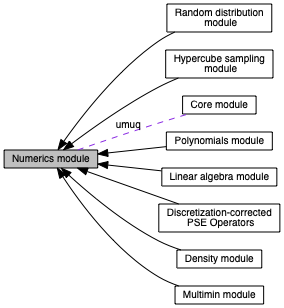 Random distribution
module
Hypercube sampling
module
Core module
umuq
Polynomials module
Numerics module
Linear algebra module
Discretization-corrected
PSE Operators
Density module
Multimin module